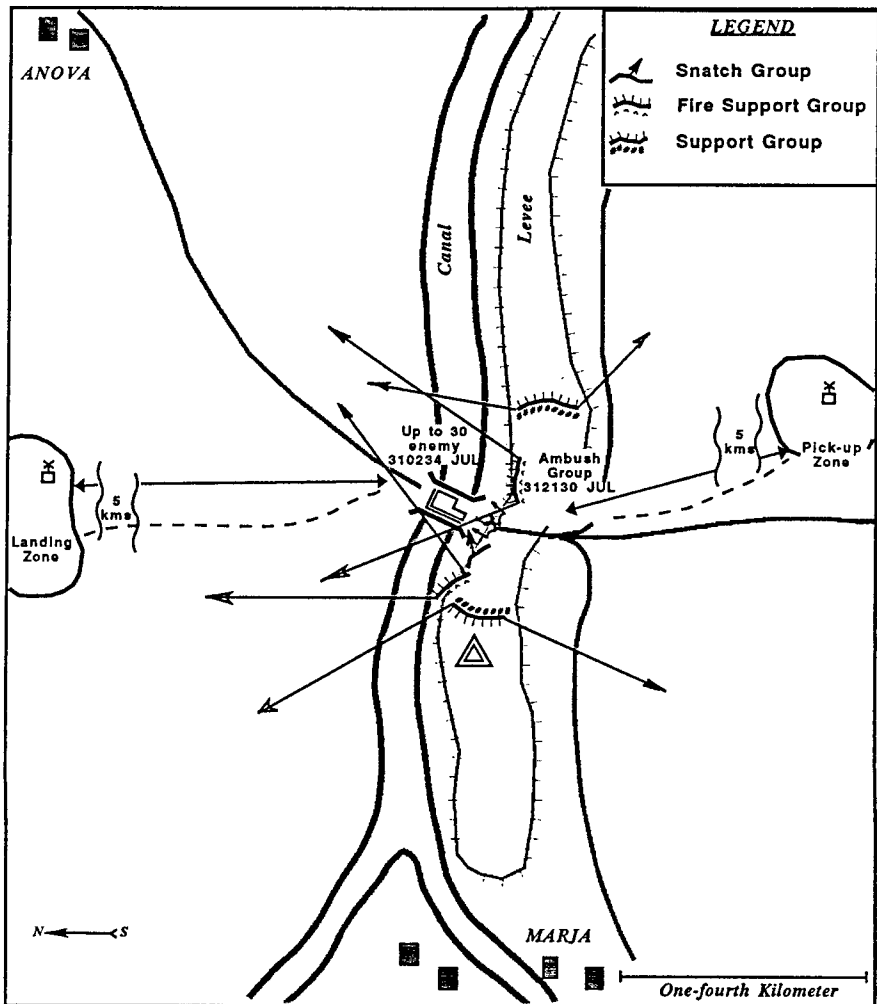 ANOVA
LEGEND
Snatch Group
Fire Support Group
Support Group
Canal
Levee
Up to 30
enemy
310234 JUL
Ambush
Group
312130 JUL
5
kms
Pick-up
Zone
5
kms
Landing
Zone
N
S
MARJA
One-fourth Kilometer